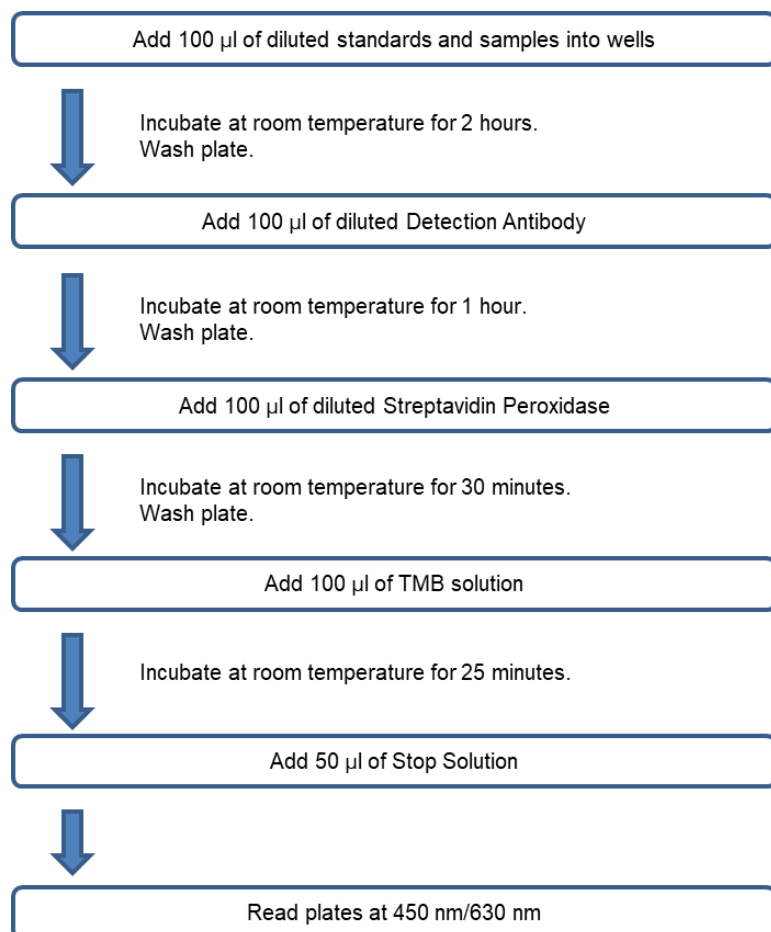 Add 100 µl of diluted standards and samples into wells
Incubate at room temperature for 2 hours.
Wash plate.
Add 100 µl of diluted Detection Antibody
Incubate at room temperature for 1 hour.
Wash plate.
Add 100 µl of diluted Streptavidin Peroxidase
Incubate at room temperature for 30 minutes.
Wash plate.
Add 100 µl of TMB solution
Incubate at room temperature for 25 minutes.
Add 50 µl of Stop Solution
Read plates at 450 nm/630 nm